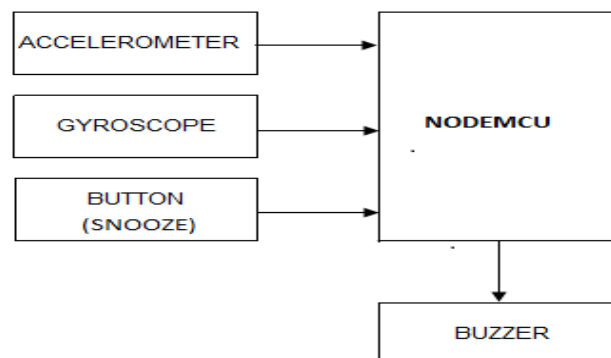 ACCELEROMETER
GYROSCOPE
NODEMCU
BUTTON
(SNOOZE)
BUZZER